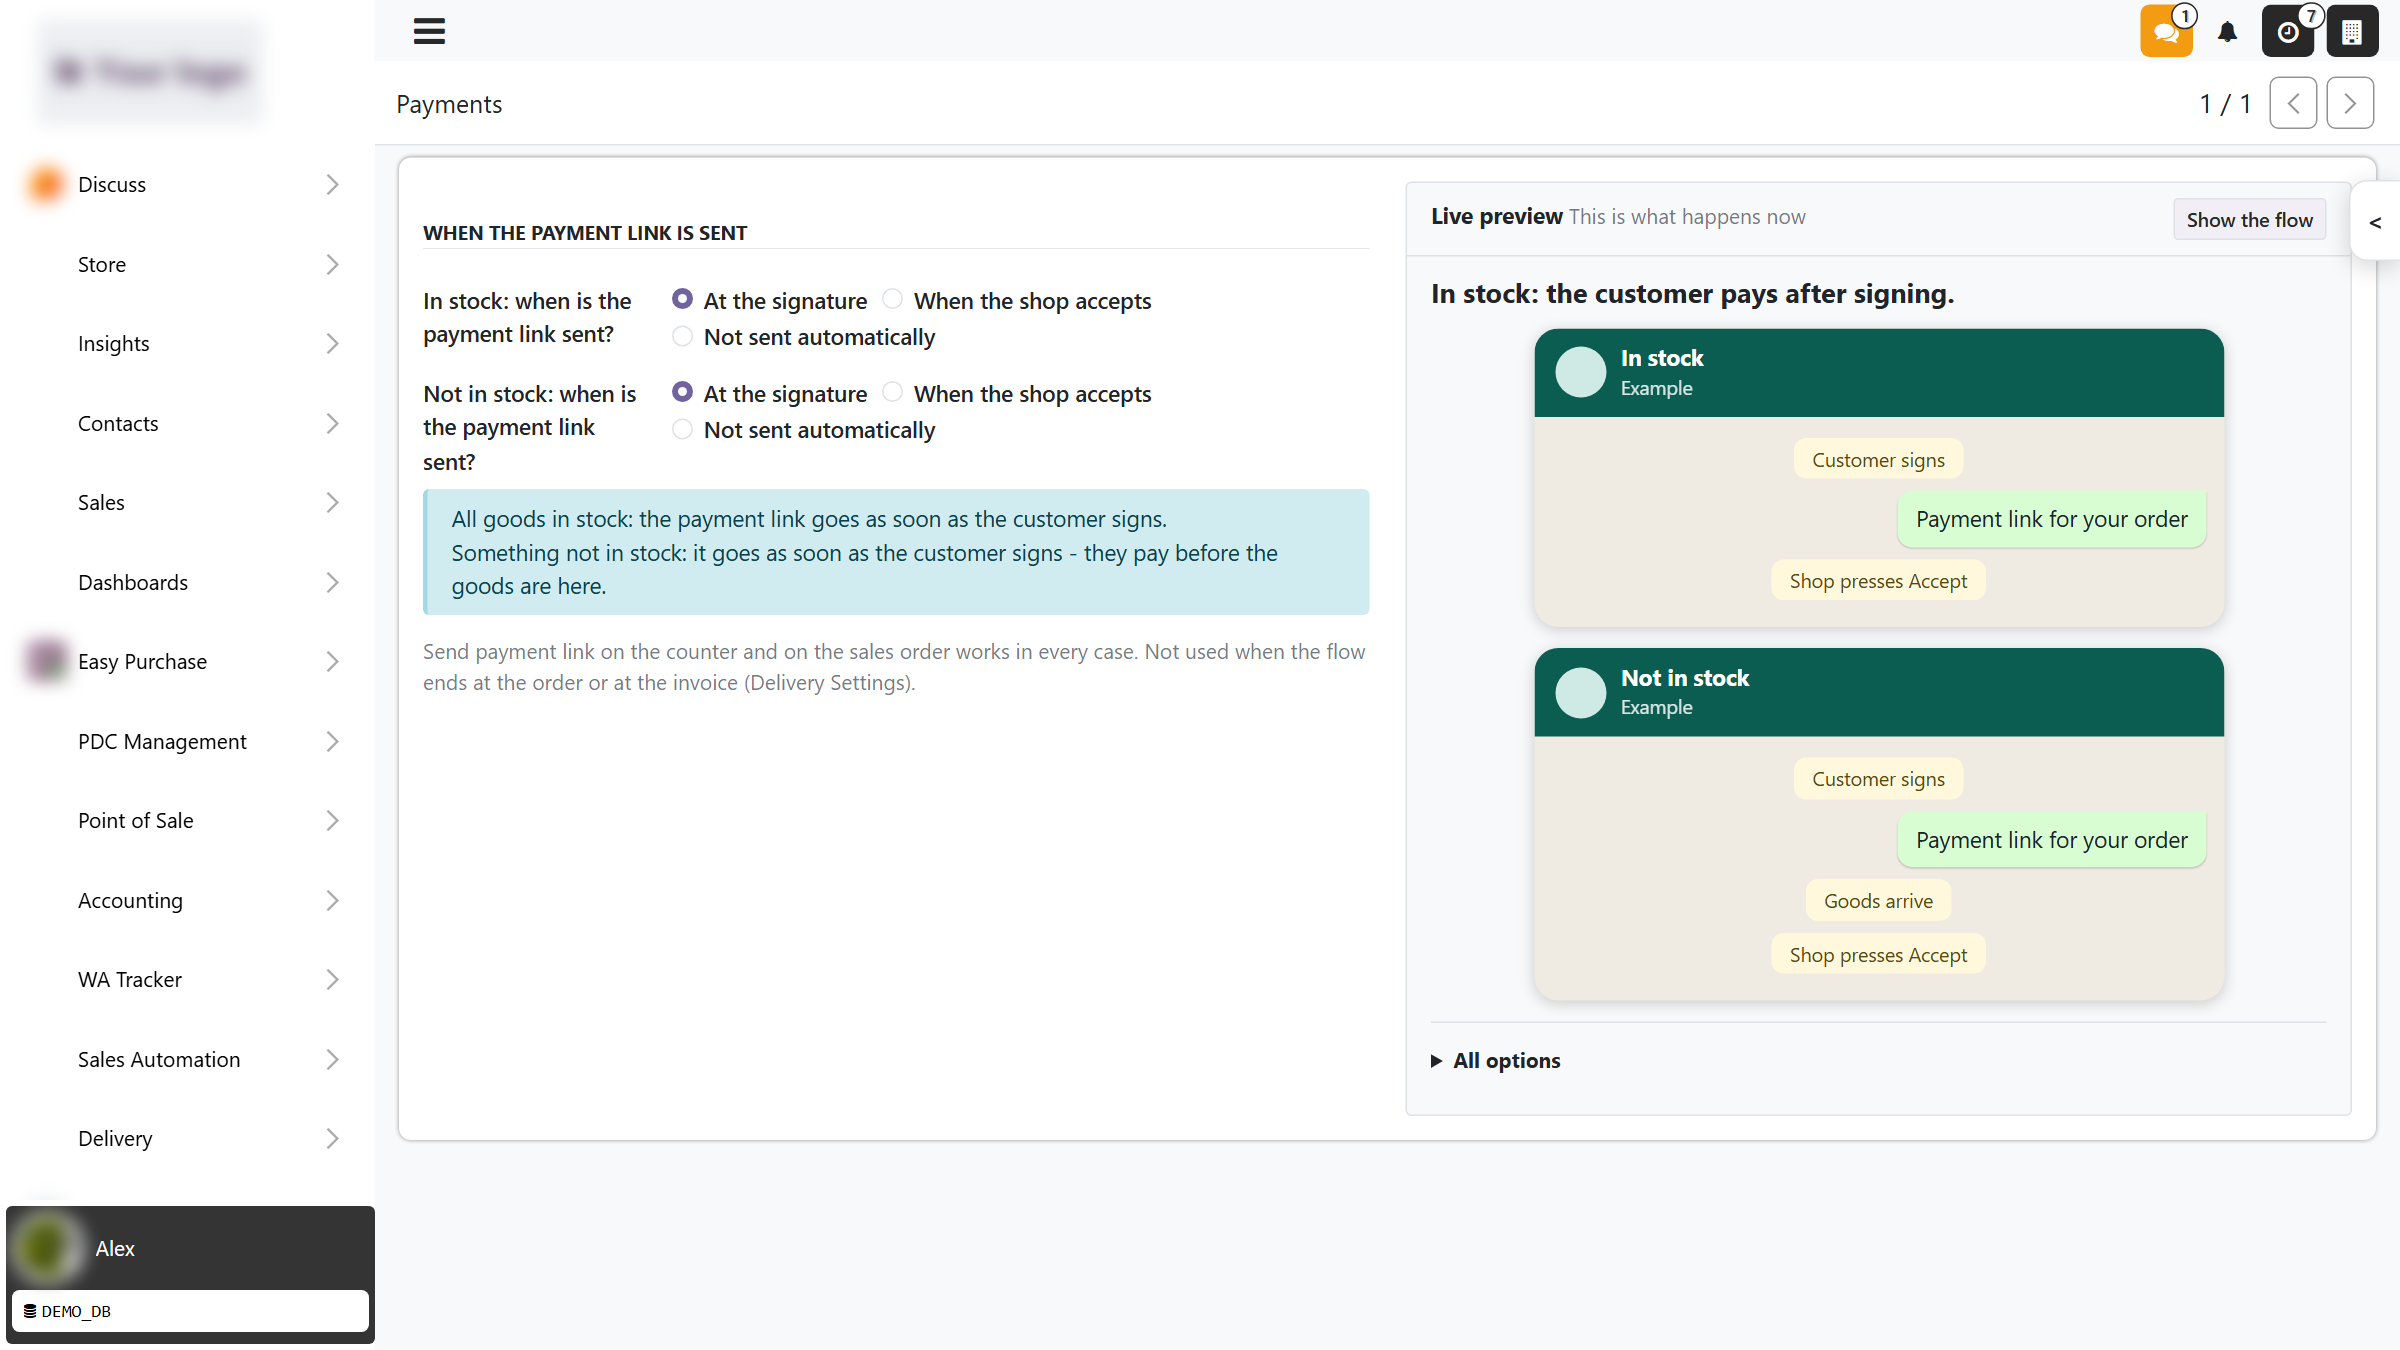 1
7
Payments
1 / 1
Discuss
Store
Insights
Contacts
Sales
Dashboards
Easy Purchase
PDC Management
Point of Sale
Accounting
WA Tracker
Sales Automation
Delivery
Alex
DEMO_DB
WHEN THE PAYMENT LINK IS SENT
In stock: when is the
payment link sent?
At the signature
When the shop accepts
Not sent automatically
Not in stock: when is
the payment link
sent?
At the signature
When the shop accepts
Not sent automatically
All goods in stock: the payment link goes as soon as the customer signs.
Something not in stock: it goes as soon as the customer signs - they pay before the
goods are here.
Send payment link on the counter and on the sales order works in every case. Not used when the flow
ends at the order or at the invoice (Delivery Settings).
Live preview This is what happens now
Show the flow
<
In stock: the customer pays after signing.
In stock
Example
Customer signs
Payment link for your order
Shop presses Accept
Not in stock
Example
Customer signs
Payment link for your order
Goods arrive
Shop presses Accept
All options